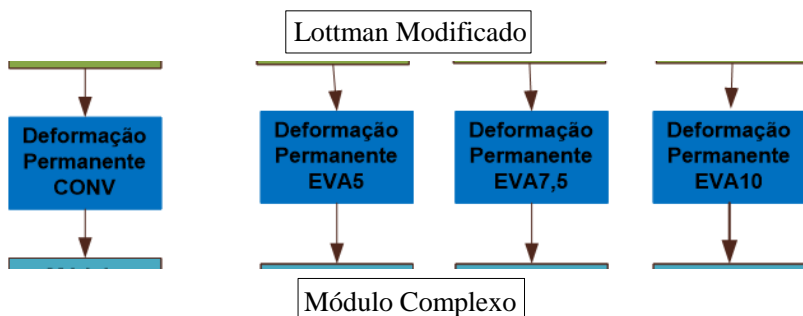 Lottman Modificado
Deformação
Permanente
CONV
Deformação
Permanente
EVA5
Deformação
Permanente
EVA7,5
Deformação
Permanente
EVA10
Módulo Complexo